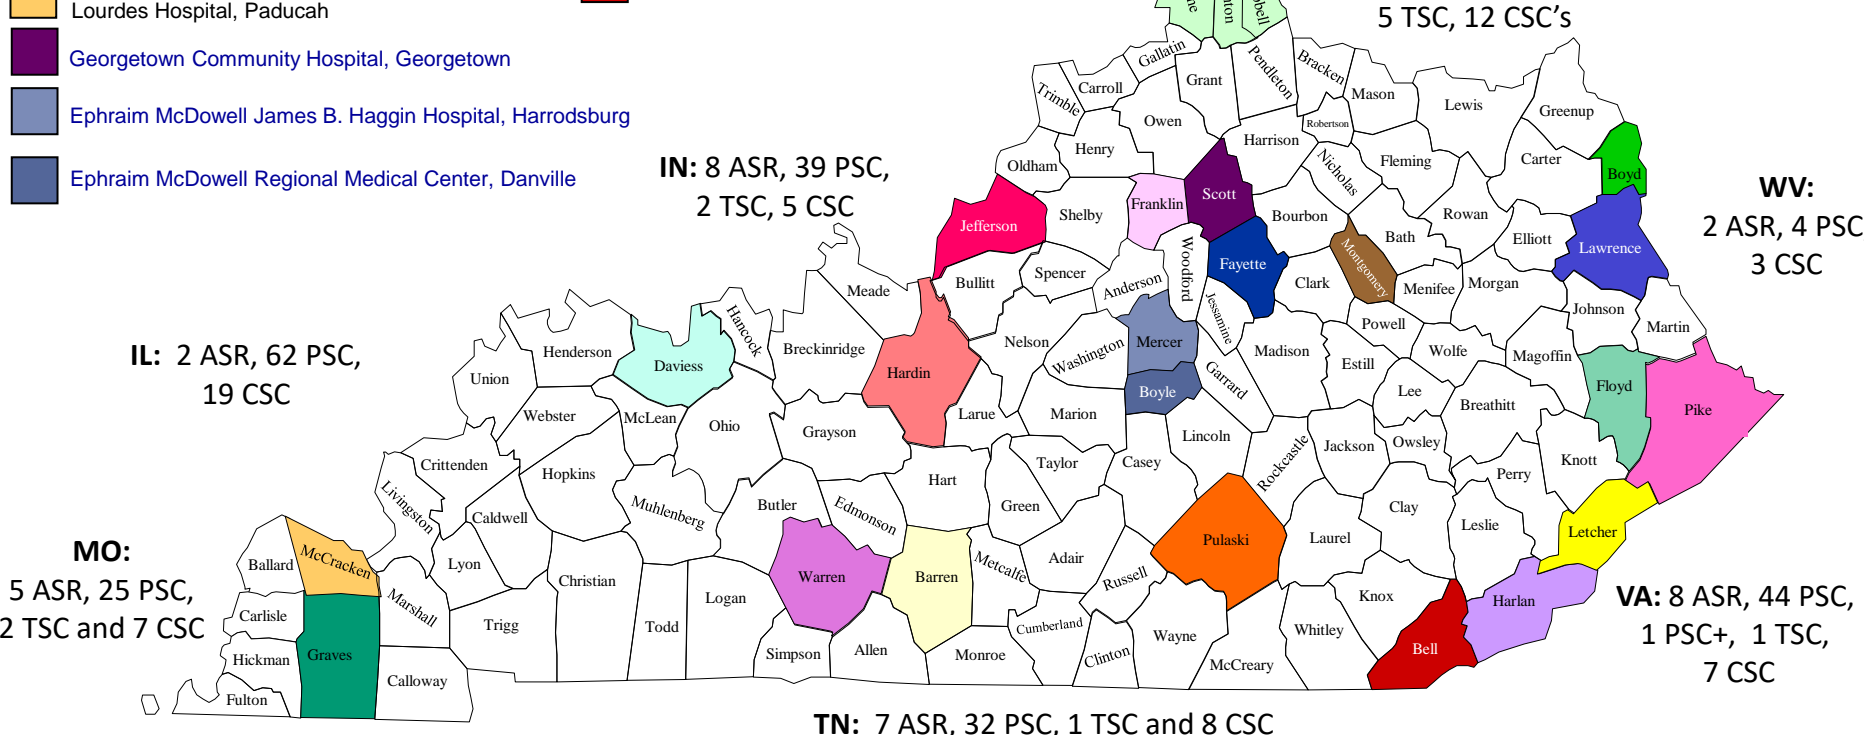 Lourdes Hospital, Paducah
Georgetown Community Hospital, Georgetown
Ephraim McDowell James B. Haggin Hospital, Harrodsburg
Ephraim McDowell Regional Medical Center, Danville
5 TSC, 12 CSC’s
IN: 8 ASR, 39 PSC,
2 TSC, 5 CSC
WV:
2 ASR, 4 PSC
3 CSC
IL: 2 ASR, 62 PSC,
19 CSC
MO:
5 ASR, 25 PSC,
2 TSC and 7 CSC
VA: 8 ASR, 44 PSC,
1 PSC+, 1 TSC,
7 CSC
TN: 7 ASR, 32 PSC, 1 TSC and 8 CSC
Gallatin
Grant
Pendleton
Bracken
Mason
Lewis
Greenup
Trimble
Carroll
Owen
Robertson
Harrison
Henry
Oldham
Nicholas
Fleming
Carter
Boyd
Jefferson
Shelby
Franklin
Scott
Bourbon
Rowan
Bath
Elliott
Lawrence
Woodford
Fayette
Montgomery
Clark
Menifee
Morgan
Meade
Bullitt
Spencer
Anderson
Jessamine
Johnson
Martin
Powell
Hancock
Henderson
Daviess
Breckinridge
Nelson
Washington
Mercer
Madison
Estill
Wolfe
Magoffin
Union
Hardin
Boyle
Garrard
Lee
Floyd
Breathitt
Pike
Webster
McLean
Ohio
Grayson
Larue
Marion
Lincoln
Rockcastle
Jackson
Owsley
Knott
Crittenden
Hopkins
Hart
Taylor
Casey
Perry
Livingston
Caldwell
Muhlenberg
Butler
Edmonson
Green
Clay
Leslie
Letcher
Pulaski
Laurel
Ballard
McCracken
Lyon
Christian
Warren
Barren
Metcalfe
Adair
Russell
Marshall
Carlisle
Trigg
Todd
Logan
Cumberland
Knox
Harlan
Hickman
Graves
Simpson
Allen
Monroe
Clinton
Wayne
McCreary
Whitley
Bell
Fulton
Calloway